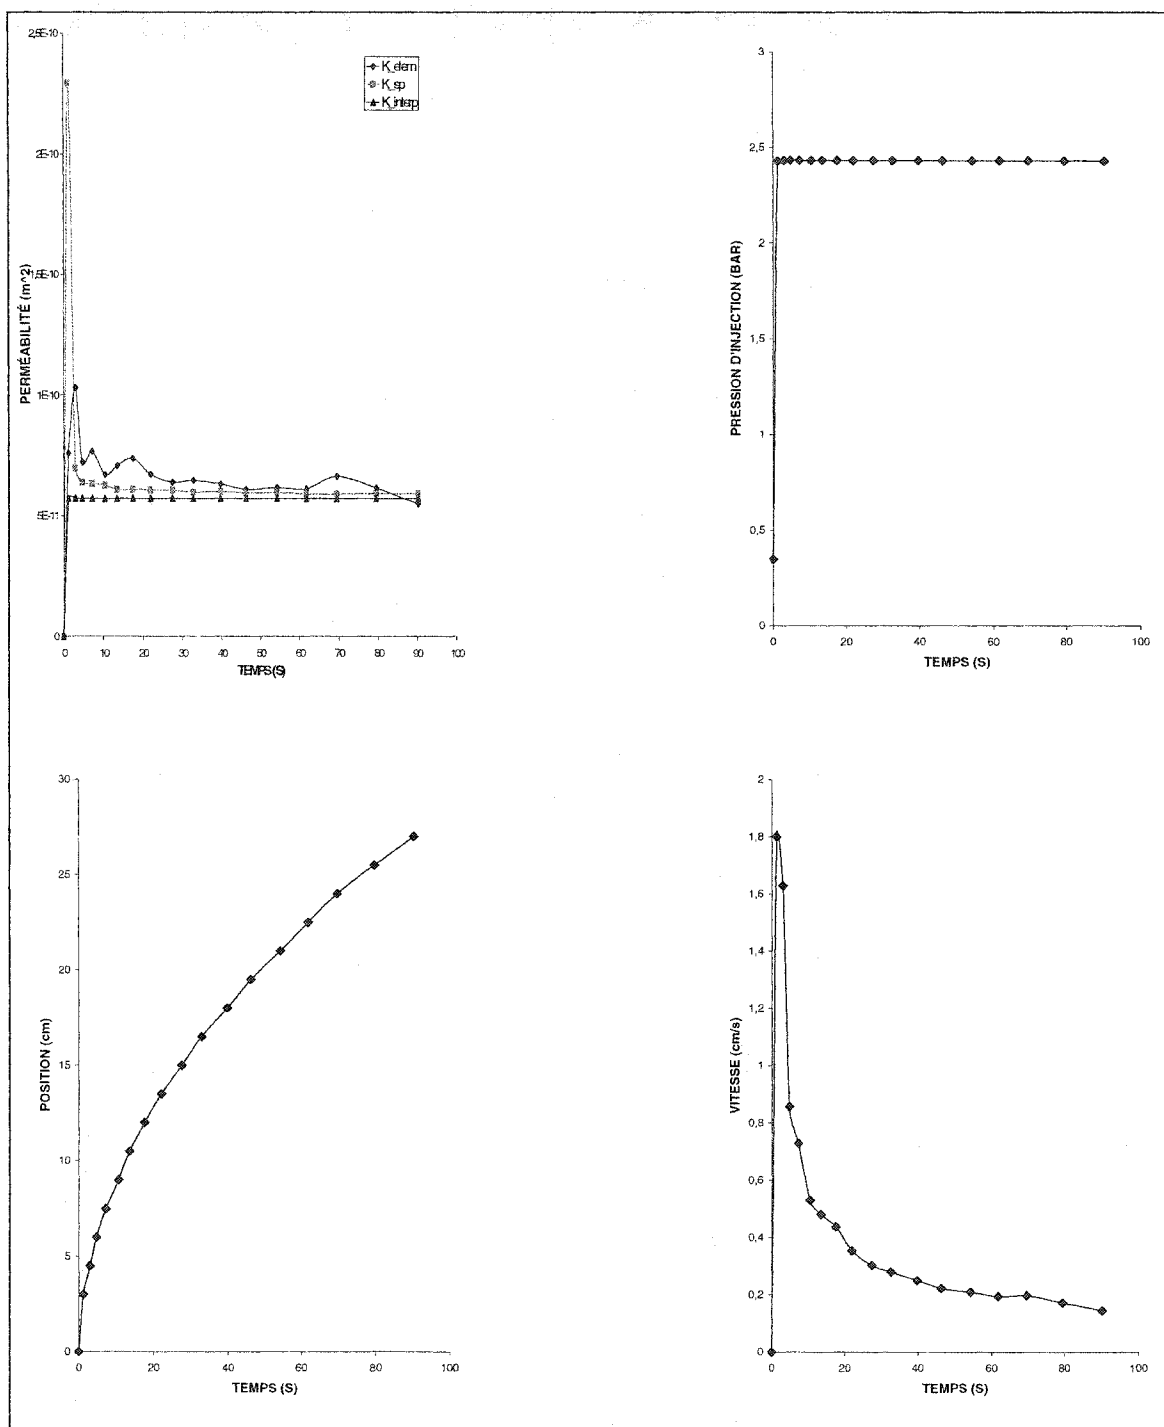 2,5E-10
2E-10
1,5E-10
1E-10
5E-11
0
PERMÉABILITÉ (m^2)
K_elem
K_sp
K_interp
0 10 20 30 40 50 60 70 80 90 100
TEMPS(S)
3
2,5
2
1,5
1
0,5
0
PRESSION D'INJECTION (BAR)
0 20 40 60 80 100
TEMPS (S)
30
25
20
15
10
5
0
POSITION (cm)
0 20 40 60 80 100
TEMPS (S)
2
1,8
1,6
1,4
1,2
1
0,8
0,6
0,4
0,2
0
VITESSE (cm/s)
0 20 40 60 80 100
TEMPS (S)